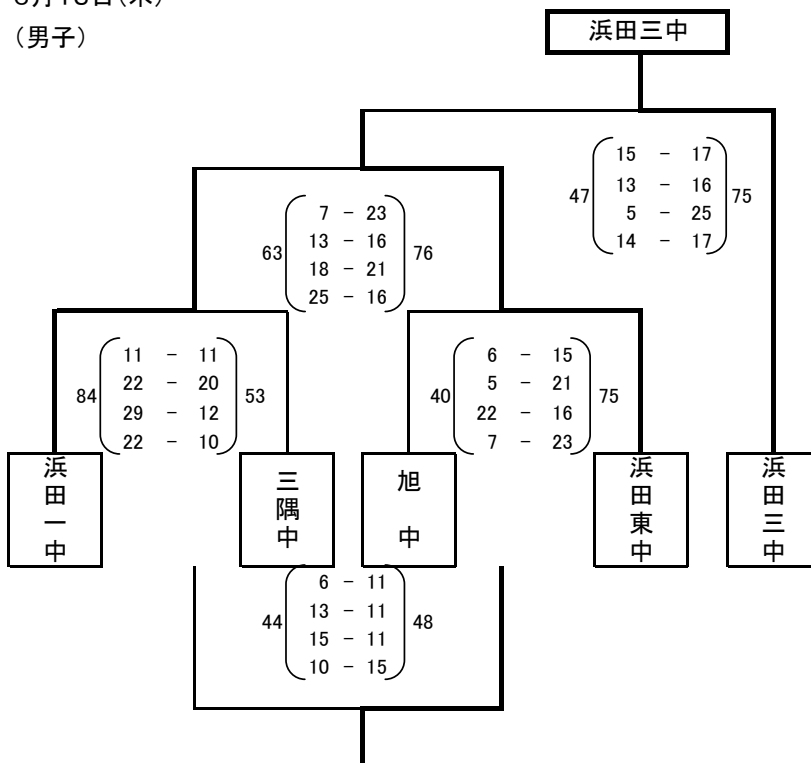 （男子）
浜田三中
47 75
15 － 17
13 － 16
5 － 25
14 － 17
63 76
7 － 23
13 － 16
18 － 21
25 － 16
84 53
11 － 11
22 － 20
29 － 12
22 － 10
40 75
6 － 15
5 － 21
22 － 16
7 － 23
浜田一中
三隅中
旭中
浜田東中
浜田三中
44 48
6 － 11
13 － 11
15 － 11
10 － 15